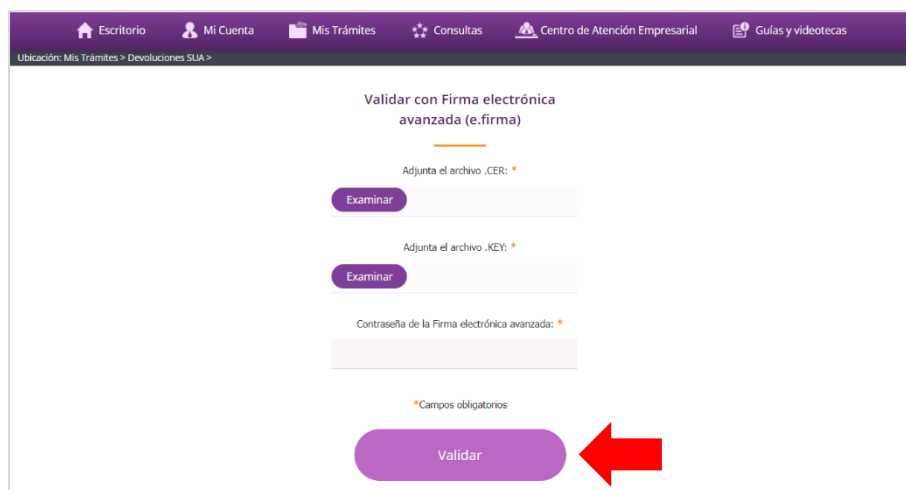 Escritorio Mi Cuenta Mis Trámites Consultas Centro de Atención Empresarial Guías y videotecas
Ubicación: Mis Trámites > Devoluciones SUA >
Validar con Firma electrónica
avanzada (e.firma)
Adjunta el archivo .CER: *
Examinar
Adjunta el archivo .KEY: *
Examinar
Contraseña de la Firma electrónica avanzada: *
*Campos obligatorios
Validar